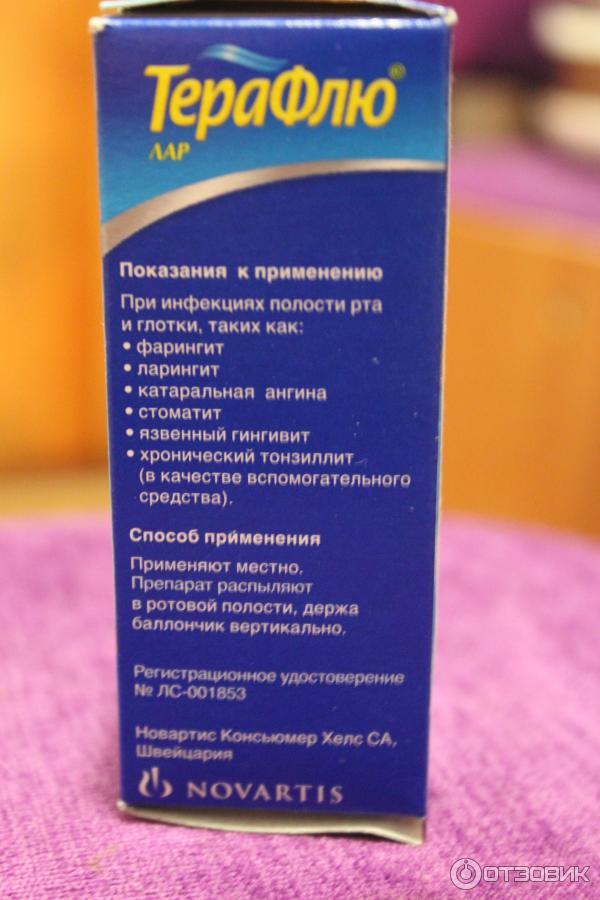 ТераФлю®
ЛАР
Показания к применению
При инфекциях полости рта
и глотки, таких как:
• фарингит
• ларингит
• катаральная ангина
• стоматит
• язвенный гингивит
• хронический тонзиллит
(в качестве вспомогательного
средства).
Способ применения
Применяют местно.
Препарат распыляют
в ротовой полости, держа
баллончик вертикально.
Регистрационное удостоверение
№ ЛС-001853
Новартис Консьюмер Хелс СА,
Швейцария
NOVARTIS
ОТЗОВИК